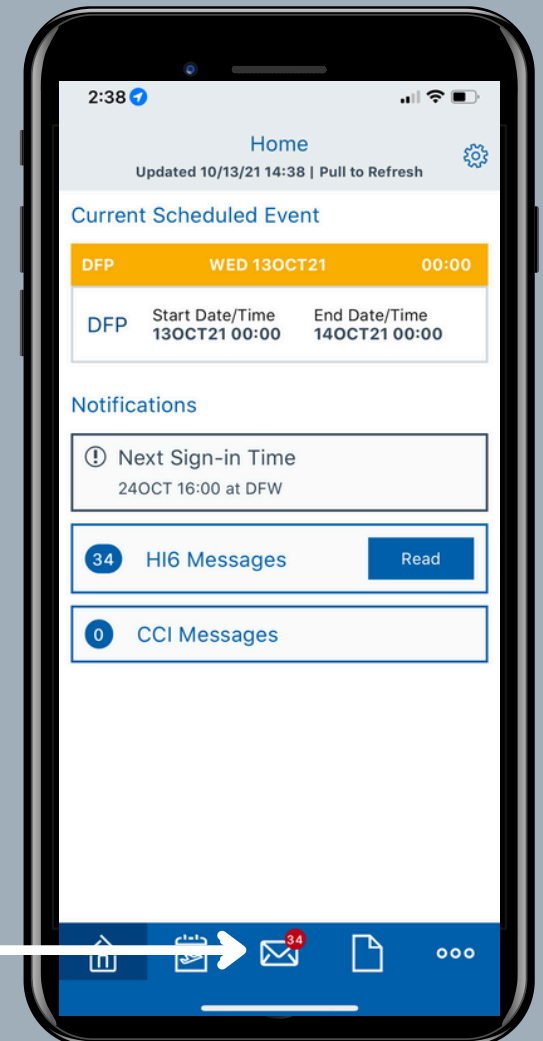 2:38
Home
Updated 10/13/21 14:38 | Pull to Refresh
Current Scheduled Event
DFP WED 13OCT21 00:00
DFP Start Date/Time End Date/Time
13OCT21 00:00 14OCT21 00:00
Notifications
Next Sign-in Time
24OCT 16:00 at DFW
34 HI6 Messages Read
0 CCI Messages
34